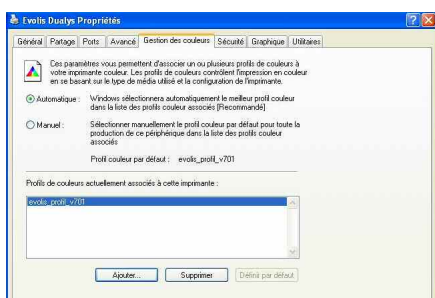 Evolis Dualys Propriétés
Général Partage Ports Avancé Gestion des couleurs Sécurité Graphique Utilitaires
Ces paramètres vous permettent d'associer un ou plusieurs profils de couleurs à
votre imprimante couleur. Les profils de couleurs contrôlent l'impression en couleur
en se basant sur le type de média utilisé et la configuration de l'imprimante.
Automatique : Windows sélectionnera automatiquement le meilleur profil couleur
dans la liste des profils couleur associés [Recommandé]
Manuel : Sélectionner manuellement le profil couleur par défaut pour toute la
production de ce périphérique dans la liste des profils couleur
associés
Profil couleur par défaut : evolis_profil_v701
Profils de couleurs actuellement associés à cette imprimante :
evolis_profil_v701
Ajouter... Supprimer Définir par défaut